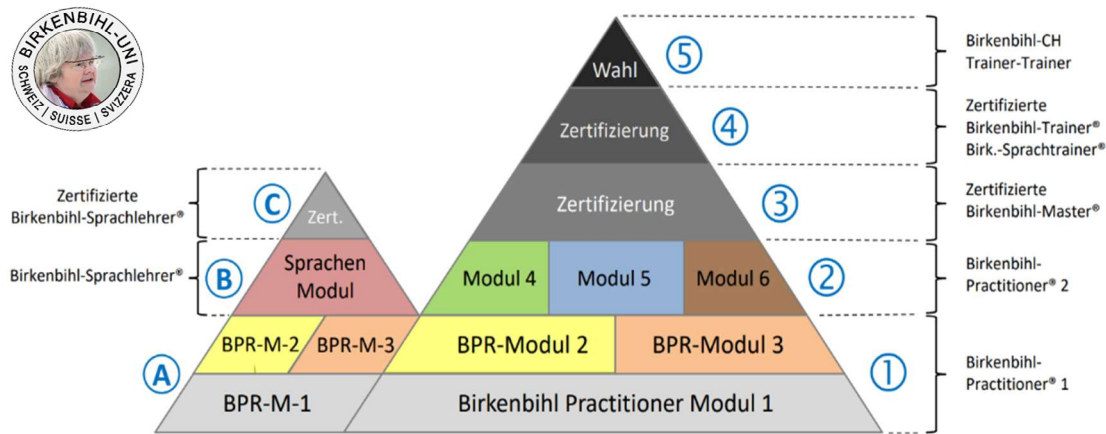 BIRKENBIHL-UNI
SCHWEIZ | SUISSE | SVIZZERA
Wahl
5
Birkenbihl-CH
Trainer-Trainer
Zertifizierung
4
Zertifizierte
Birkenbihl-Trainer®
Birk.-Sprachtrainer®
Zertifizierte
Birkenbihl-Sprachlehrer®
C
Zert.
Zertifizierung
3
Zertifizierte
Birkenbihl-Master®
Birkenbihl-Sprachlehrer®
B
Sprachen
Modul
Modul 4
Modul 5
Modul 6
2
Birkenbihl-
Practitioner® 2
A
BPR-M-2
BPR-M-3
BPR-Modul 2
BPR-Modul 3
1
Birkenbihl-
Practitioner® 1
BPR-M-1
Birkenbihl Practitioner Modul 1